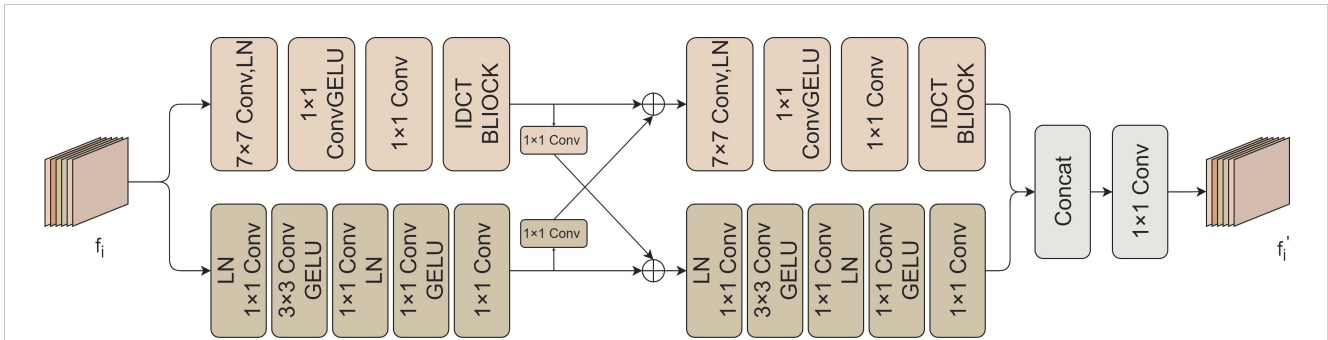 7×7 Conv,LN
1×1
ConvGELU
1×1 Conv
IDCT
BLIOCK
1×1 Conv
7×7 Conv,LN
1×1
ConvGELU
1×1 Conv
IDCT
BLIOCK
f_i
1×1 Conv
LN
1×1 Conv
3×3 Conv
GELU
1×1 Conv
LN
1×1 Conv
GELU
1×1 Conv
LN
1×1 Conv
3×3 Conv
GELU
1×1 Conv
LN
1×1 Conv
GELU
1×1 Conv
Concat
1×1 Conv
f_i'